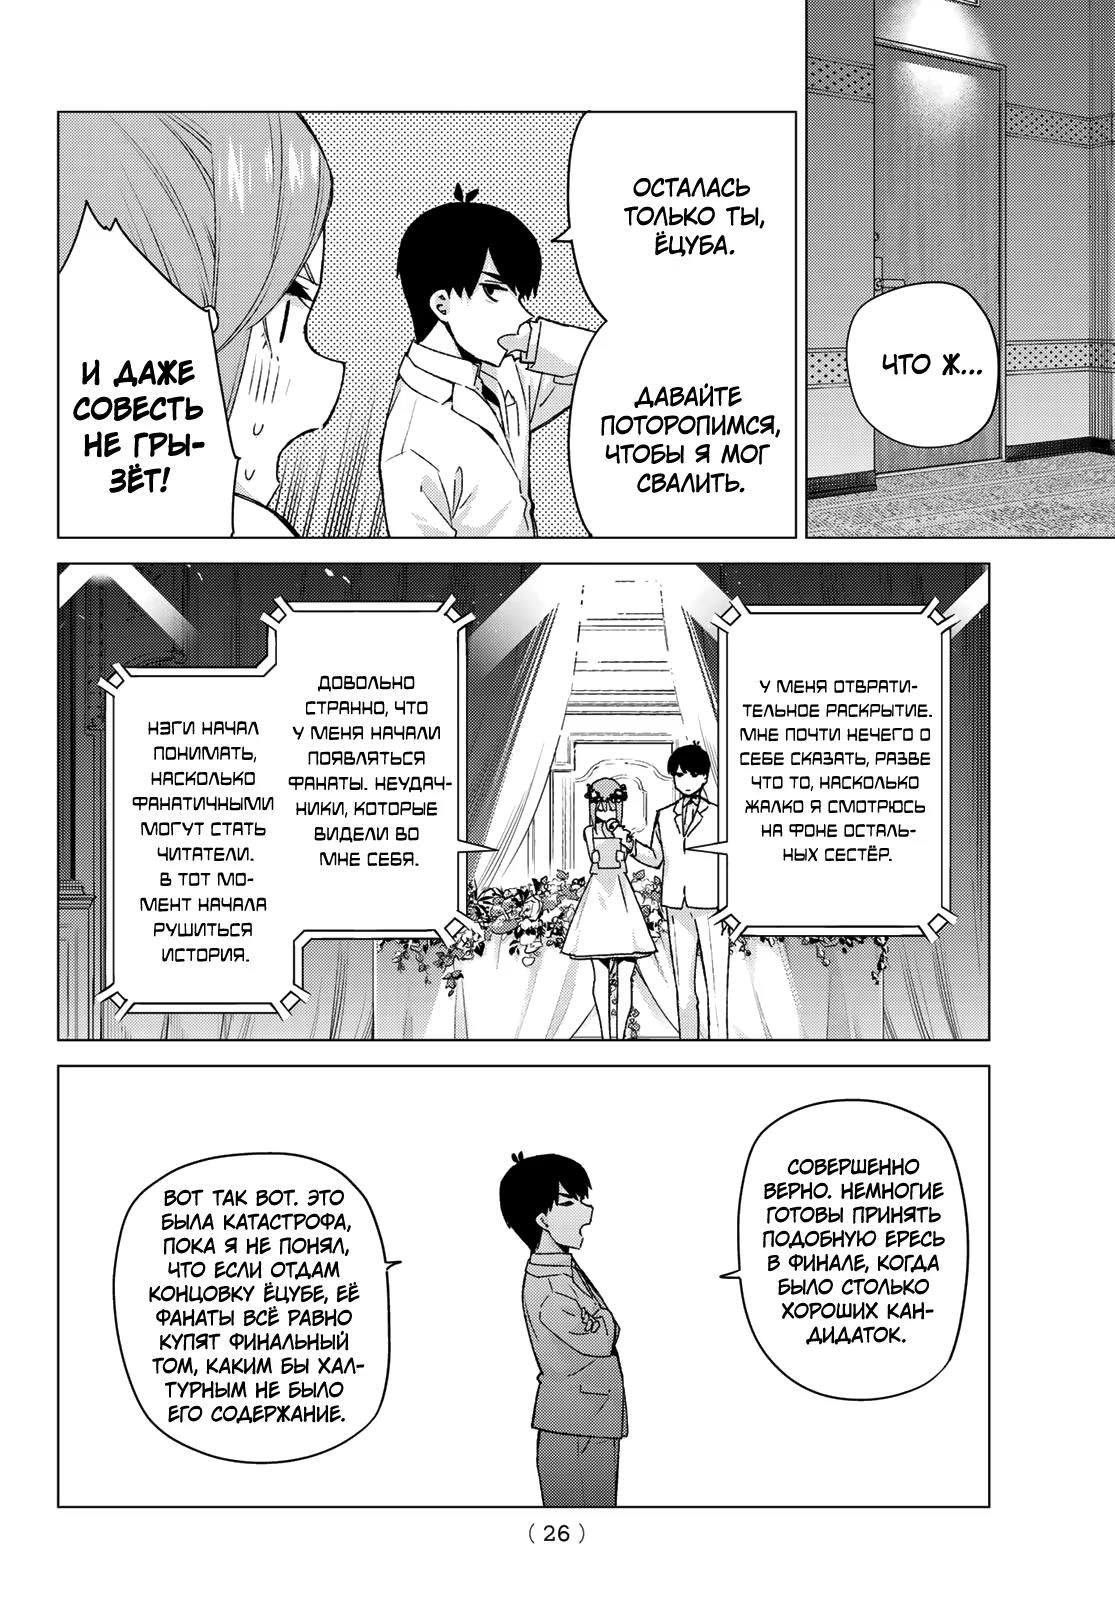 ЧТО Ж...
ОСТАЛАСЬ
ТОЛЬКО ТЫ,
ЁЦУБА.
ДАВАЙТЕ
ПОТОРОПИМСЯ,
ЧТОБЫ Я МОГ
СВАЛИТЬ.
И ДАЖЕ
СОВЕСТЬ
НЕ ГРЫ-
ЗЁТ!
У МЕНЯ ОТВРАТИ-
ТЕЛЬНОЕ РАСКРЫТИЕ.
МНЕ ПОЧТИ НЕЧЕГО О
СЕБЕ СКАЗАТЬ, РАЗВЕ
ЧТО ТО, НАСКОЛЬКО
ЖАЛКО Я СМОТРЮСЬ
НА ФОНЕ ОСТАЛЬ-
НЫХ СЕСТЁР.
ДОВОЛЬНО
СТРАННО, ЧТО
У МЕНЯ НАЧАЛИ
ПОЯВЛЯТЬСЯ
ФАНАТЫ. НЕУДАЧ-
НИКИ, КОТОРЫЕ
ВИДЕЛИ ВО
МНЕ СЕБЯ.
НЭГИ НАЧАЛ
ПОНИМАТЬ,
НАСКОЛЬКО
ФАНАТИЧНЫМИ
МОГУТ СТАТЬ
ЧИТАТЕЛИ.
В ТОТ МО-
МЕНТ НАЧАЛА
РУШИТЬСЯ
ИСТОРИЯ.
СОВЕРШЕННО
ВЕРНО. НЕМНОГИЕ
ГОТОВЫ ПРИНЯТЬ
ПОДОБНУЮ ЕРЕСЬ
В ФИНАЛЕ, КОГДА
БЫЛО СТОЛЬКО
ХОРОШИХ КАН-
ДИДАТОК.
ВОТ ТАК ВОТ. ЭТО
БЫЛА КАТАСТРОФА,
ПОКА Я НЕ ПОНЯЛ,
ЧТО ЕСЛИ ОТДАМ
КОНЦОВКУ ЁЦУБЕ, ЕЁ
ФАНАТЫ ВСЁ РАВНО
КУПЯТ ФИНАЛЬНЫЙ
ТОМ, КАКИМ БЫ ХАЛ-
ТУРНЫМ НЕ БЫЛО
ЕГО СОДЕРЖАНИЕ.
( 26 )